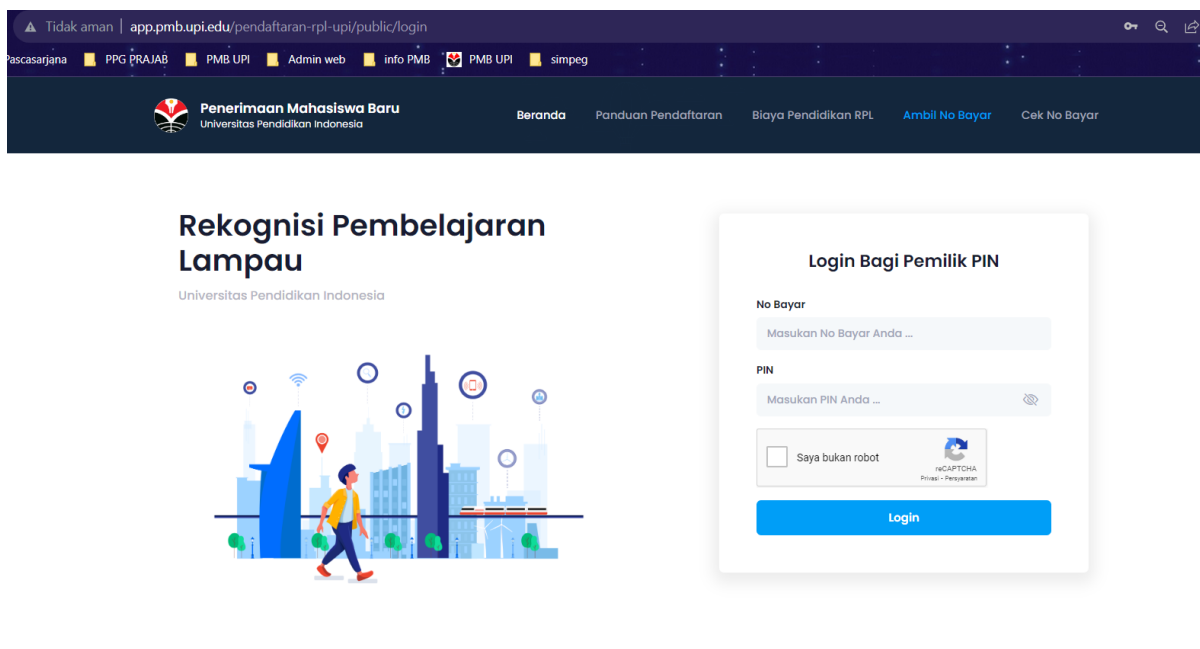 Tidak aman | app.pmb.upi.edu/pendaftaran-rpl-upi/public/login
Pascasarjana PPG PRAJAB PMB UPI Admin web info PMB PMB UPI simpeg
Penerimaan Mahasiswa Baru
Universitas Pendidikan Indonesia
Beranda Panduan Pendaftaran Biaya Pendidikan RPL Ambil No Bayar Cek No Bayar
Rekognisi Pembelajaran
Lampau
Universitas Pendidikan Indonesia
Login Bagi Pemilik PIN
No Bayar
Masukan No Bayar Anda ...
PIN
Masukan PIN Anda ...
Saya bukan robot
reCAPTCHA
Privasi - Persyaratan
Login